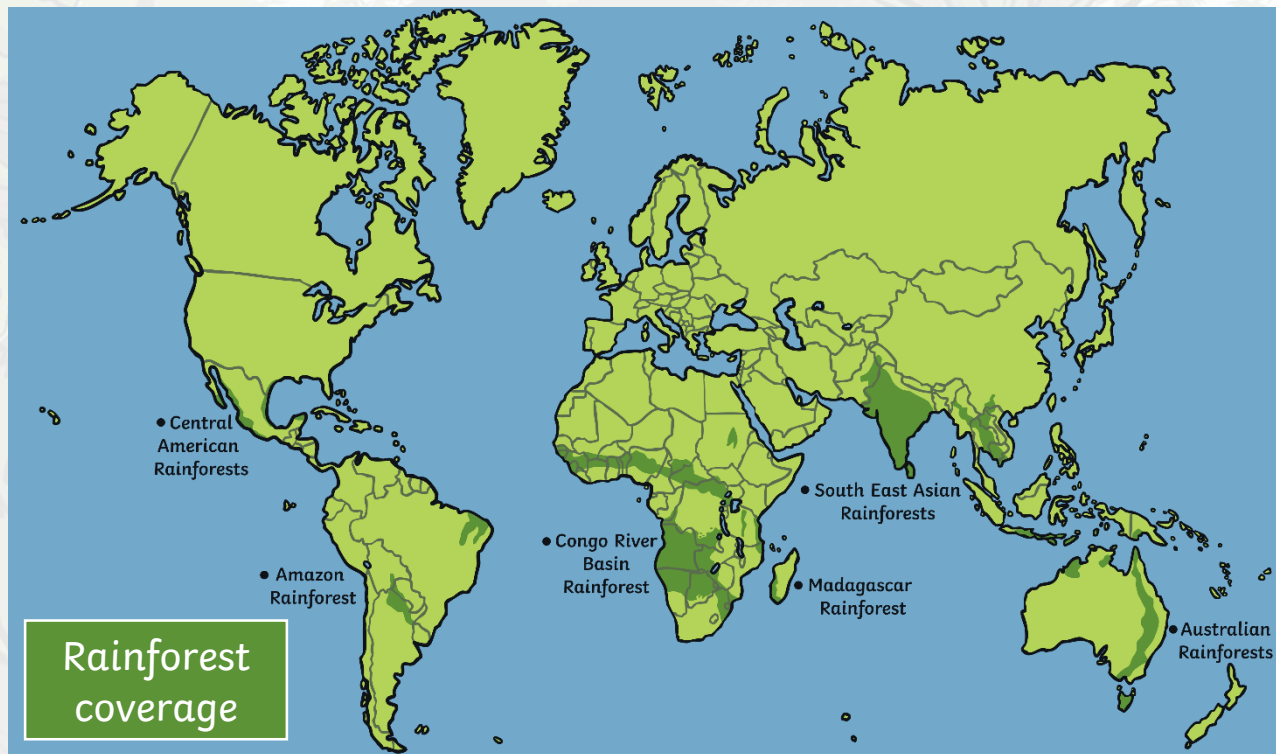 Central
American
Rainforests
South East Asian
Rainforests
Congo River
Basin
Rainforest
Amazon
Rainforest
Madagascar
Rainforest
Australian
Rainforests
Rainforest
coverage